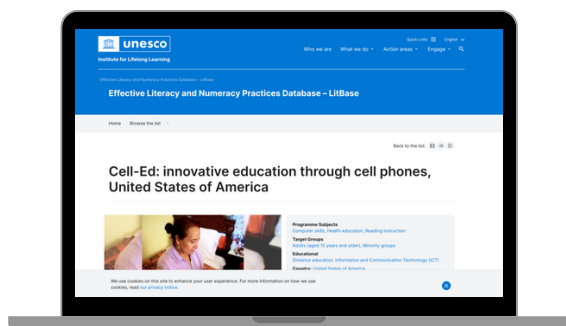 unesco
Institute for Lifelong Learning
Quick Links
English
Who we are
What we do
Action areas
Engage
Effective Literacy and Numeracy Practices Database - LitBase
Effective Literacy and Numeracy Practices Database – LitBase
Home
Browse the list
Back to the list
Cell-Ed: innovative education through cell phones,
United States of America
Programme Subjects
Computer skills, Health education, Reading instruction
Target Groups
Adults (aged 15 years and older), Minority groups
Educational
Distance education, Information and Communication Technology (ICT)
Country: United States of America
We use cookies on this site to enhance your user experience. For more information on how we use
cookies, read our privacy notice.